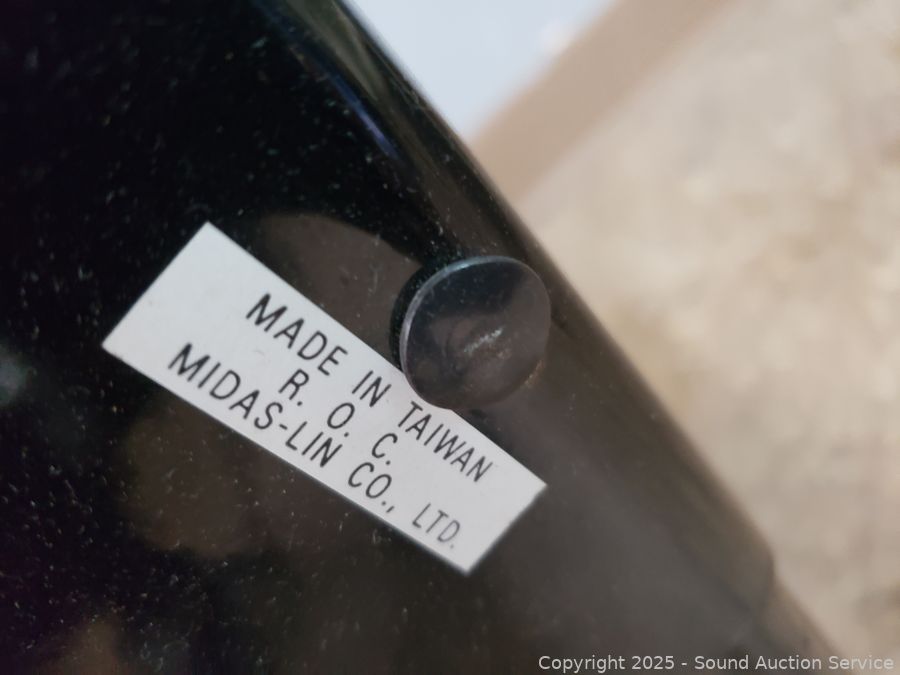 MADE IN TAIWAN
R. O. C.
MIDAS-LIN CO., LTD.
Copyright 2025 - Sound Auction Service